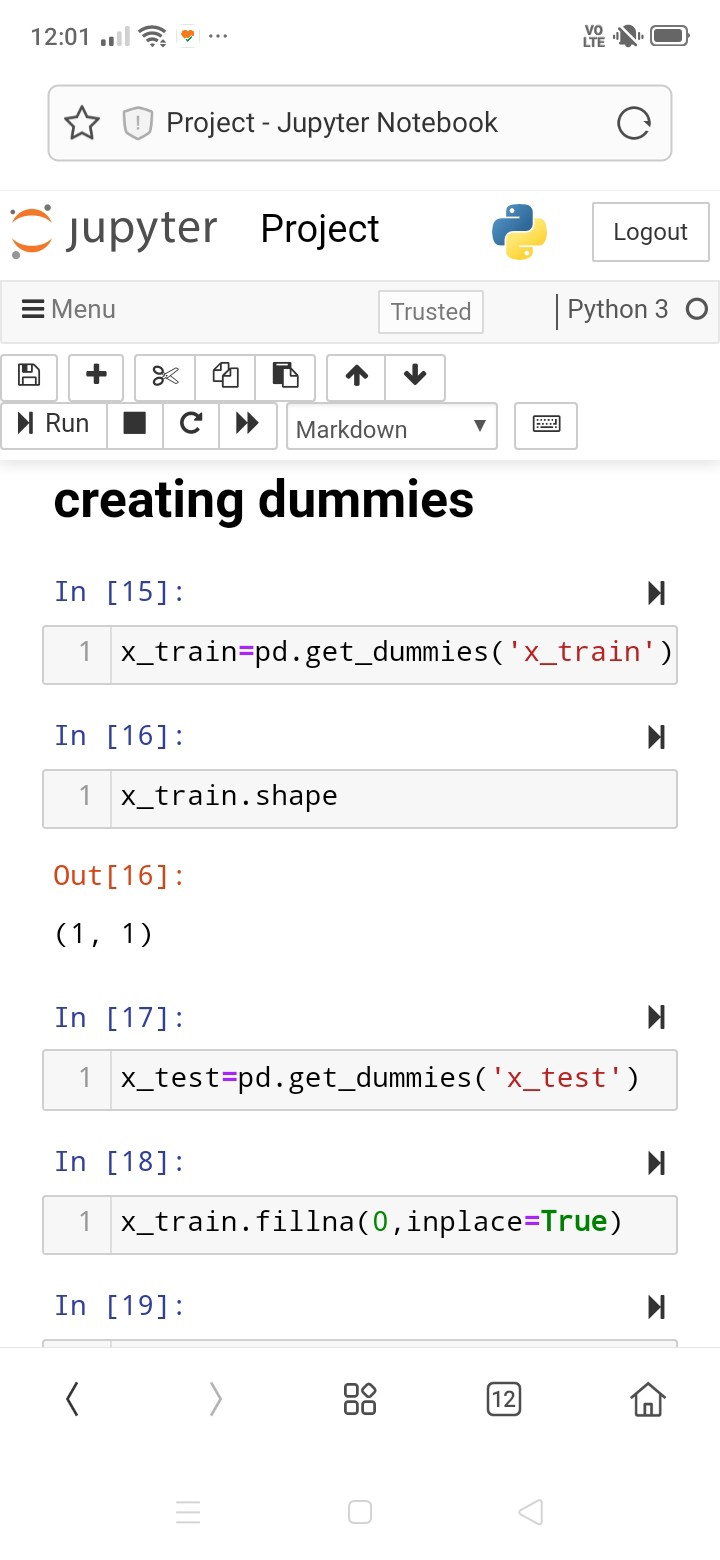 12:01 ... VO LTE
Project - Jupyter Notebook
jupyter Project Logout
Menu Trusted Python 3
Run Markdown
creating dummies
In [15]:
1 x_train=pd.get_dummies('x_train')
In [16]:
1 x_train.shape
Out[16]:
(1, 1)
In [17]:
1 x_test=pd.get_dummies('x_test')
In [18]:
1 x_train.fillna(0,inplace=True)
In [19]:
12